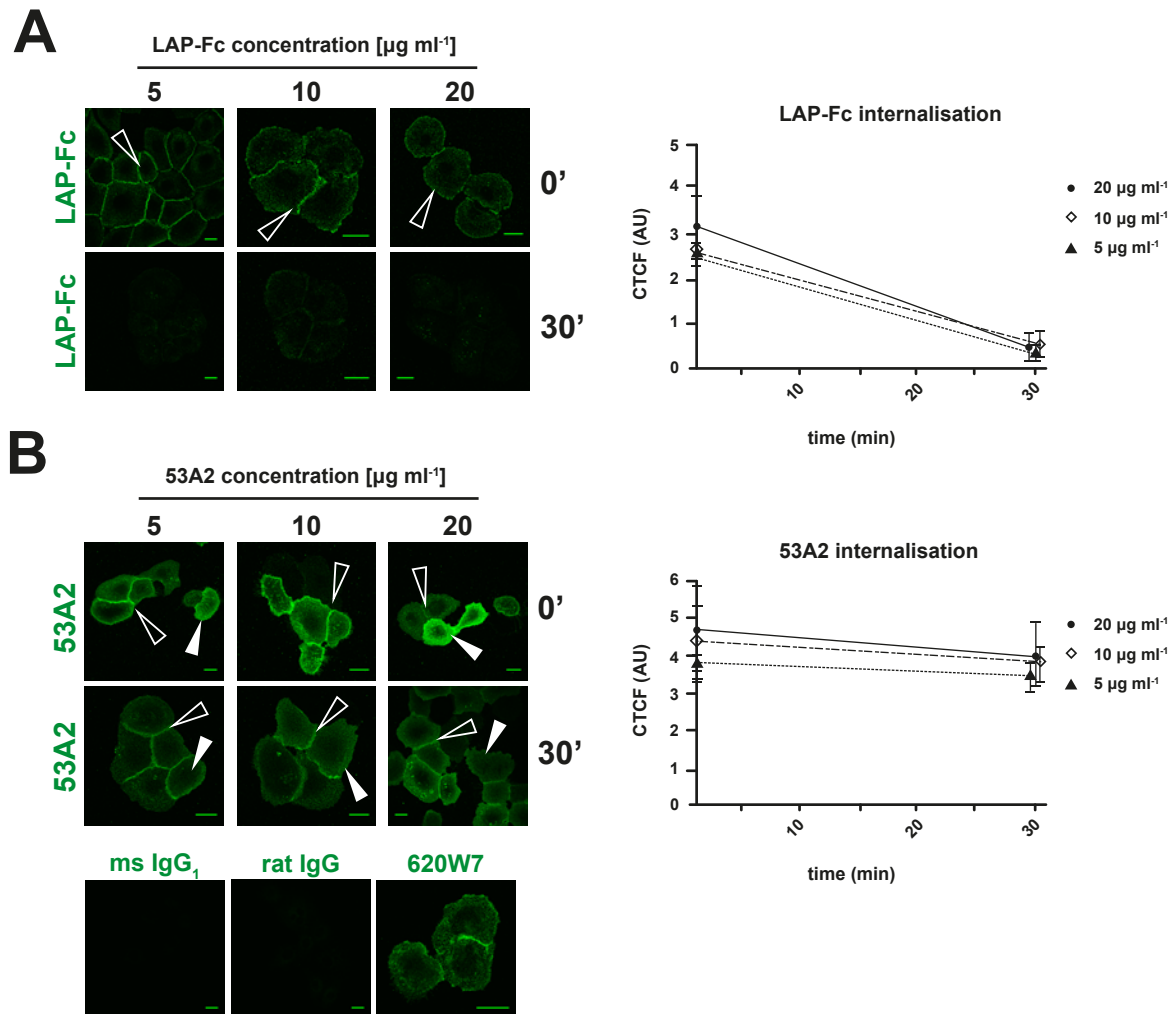 A
LAP-Fc concentration [µg ml⁻¹]
5 10 20
LAP-Fc
0’
LAP-Fc
30’
LAP-Fc internalisation
5
4
3
2
1
0
CTCF (AU)
10 20 30
time (min)
20 µg ml⁻¹
10 µg ml⁻¹
5 µg ml⁻¹
B
53A2 concentration [µg ml⁻¹]
5 10 20
53A2
0’
53A2
30’
ms IgG₁ rat IgG 620W7
53A2 internalisation
6
5
4
3
2
1
0
CTCF (AU)
10 20 30
time (min)
20 µg ml⁻¹
10 µg ml⁻¹
5 µg ml⁻¹